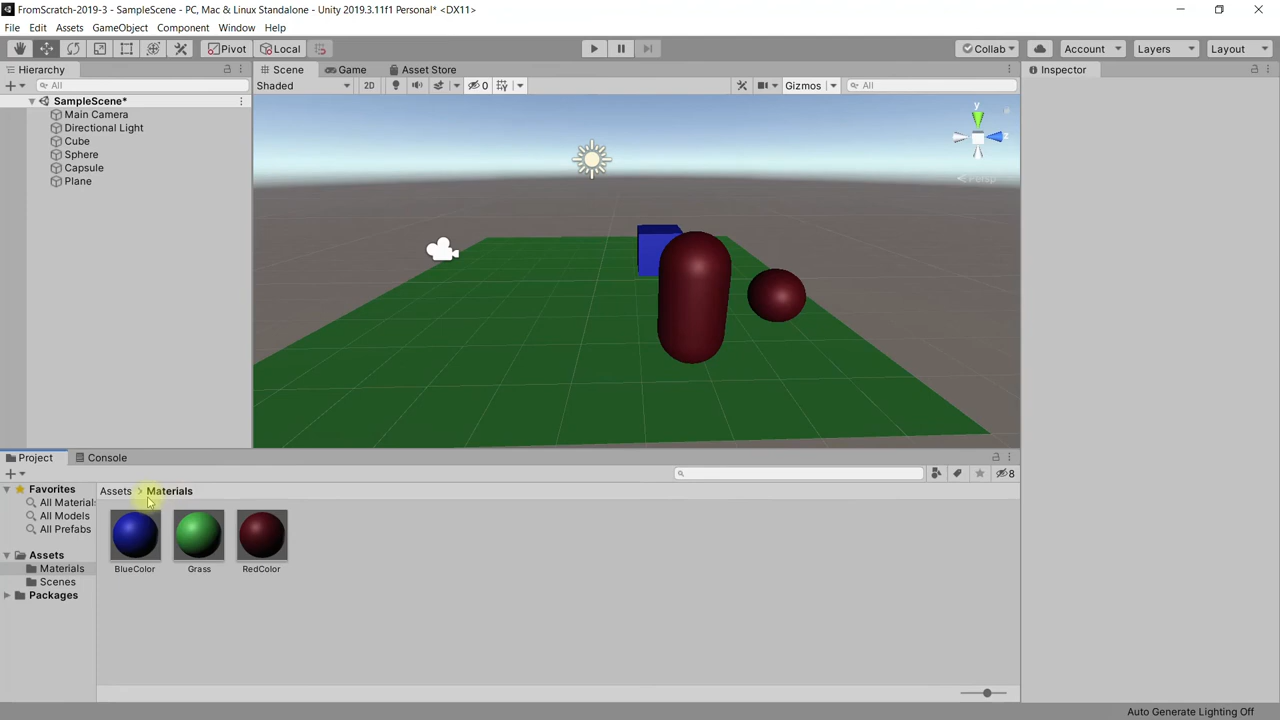 FromScratch-2019-3 - SampleScene - PC, Mac & Linux Standalone - Unity 2019.3.11f1 Personal* <DX11>
File Edit Assets GameObject Component Window Help
Pivot Local Collab Account Layers Layout
Hierarchy Scene Game Asset Store Inspector
All Shaded 2D 0 Gizmos All
SampleScene*
Main Camera
Directional Light
Cube
Sphere
Capsule
Plane
y
z
Persp
Project Console
8
Favorites
All Material
All Models
All Prefabs
Assets
Materials
Scenes
Packages
Assets > Materials
BlueColor Grass RedColor
Auto Generate Lighting Off